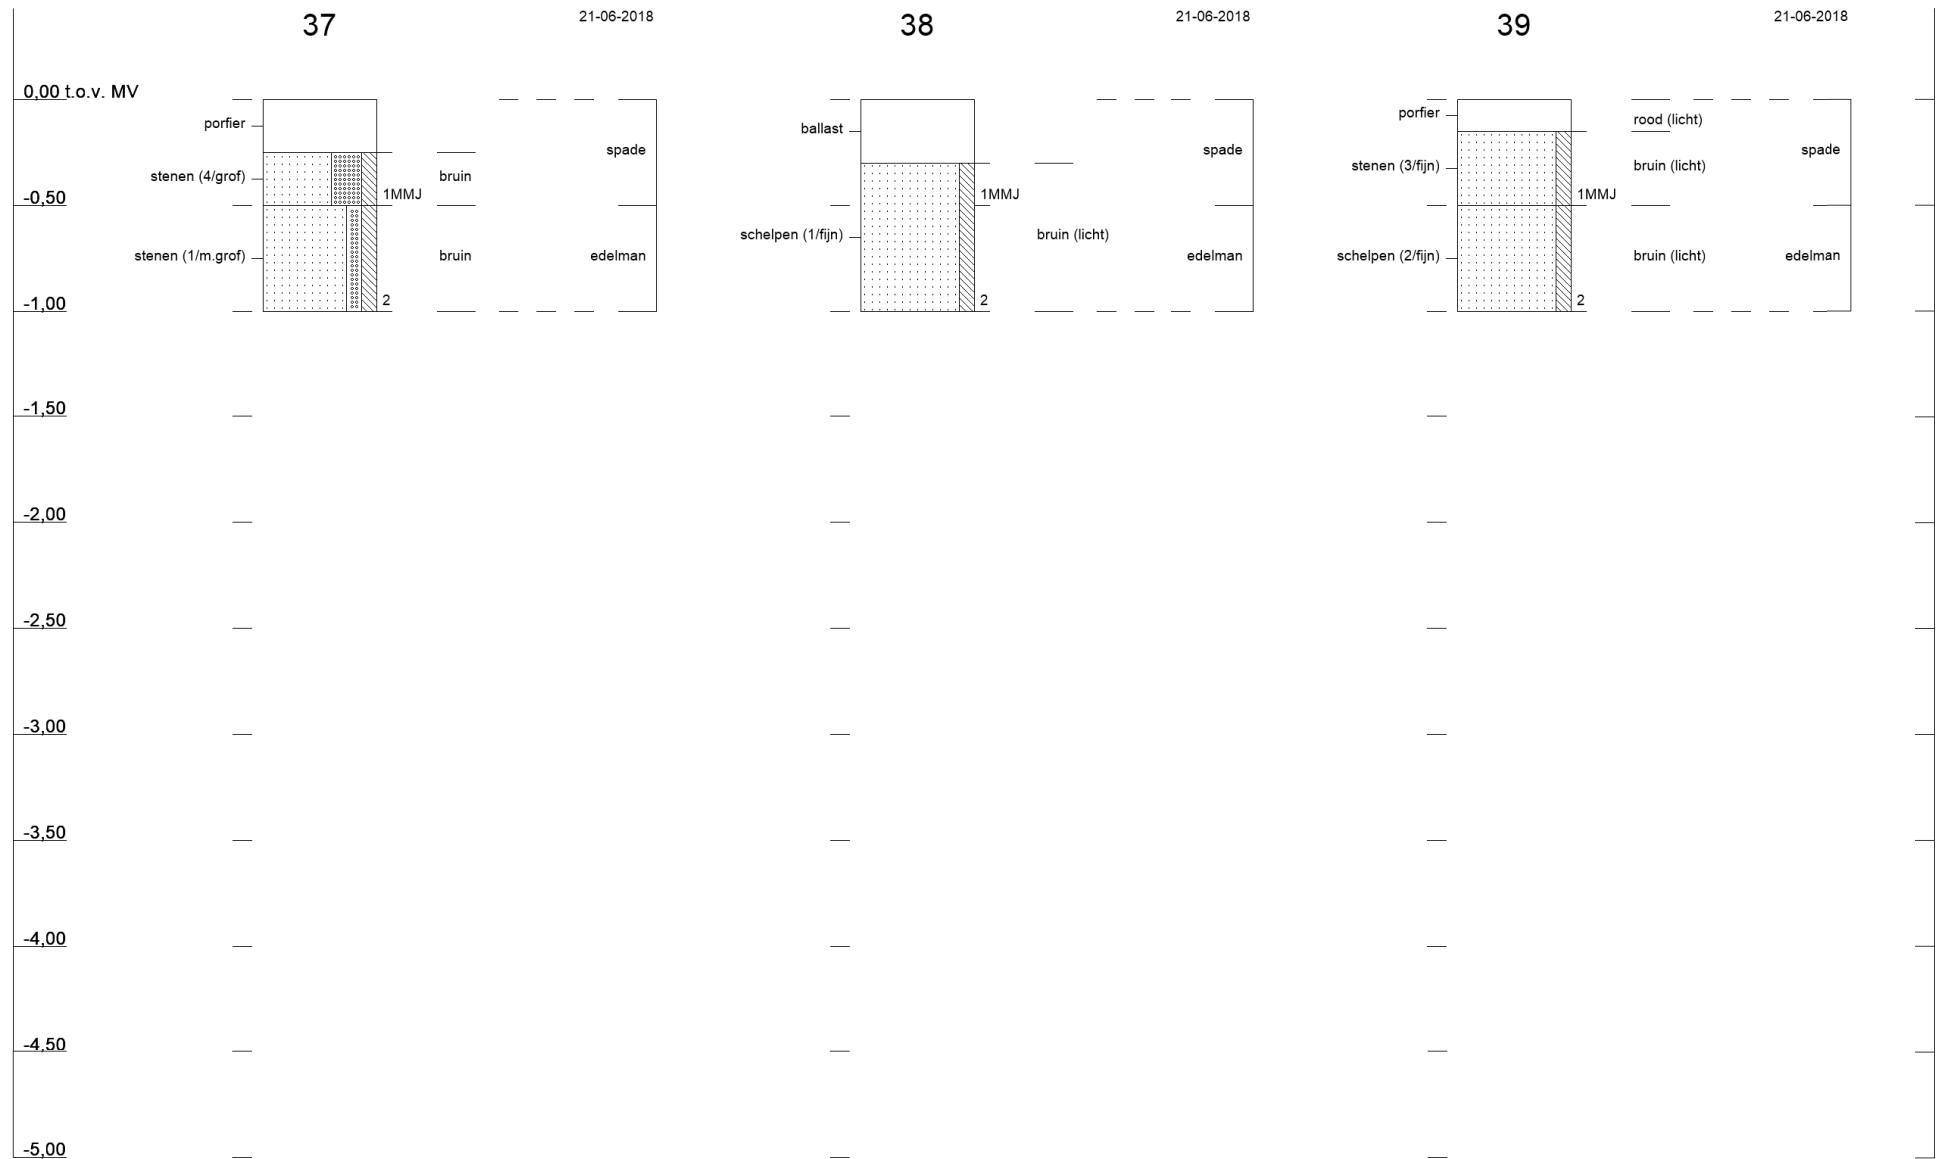 37
21-06-2018
38
21-06-2018
39
21-06-2018
0,00 t.o.v. MV
porfier
spade
stenen (4/grof)
bruin
1MMJ
stenen (1/m.grof)
bruin
edelman
2
ballast
spade
1MMJ
schelpen (1/fijn)
bruin (licht)
edelman
2
porfier
rood (licht)
spade
stenen (3/fijn)
bruin (licht)
1MMJ
schelpen (2/fijn)
bruin (licht)
edelman
2
-0,50
-1,00
-1,50
-2,00
-2,50
-3,00
-3,50
-4,00
-4,50
-5,00